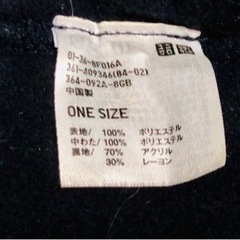 01-36-8F016A
361-409346(84-02)
364-092A-8GB
中国製
ONE SIZE
表地/ 100% ポリエステル
中わた/ 100% ポリエステル
裏地/ 70% アクリル
30% レーヨン